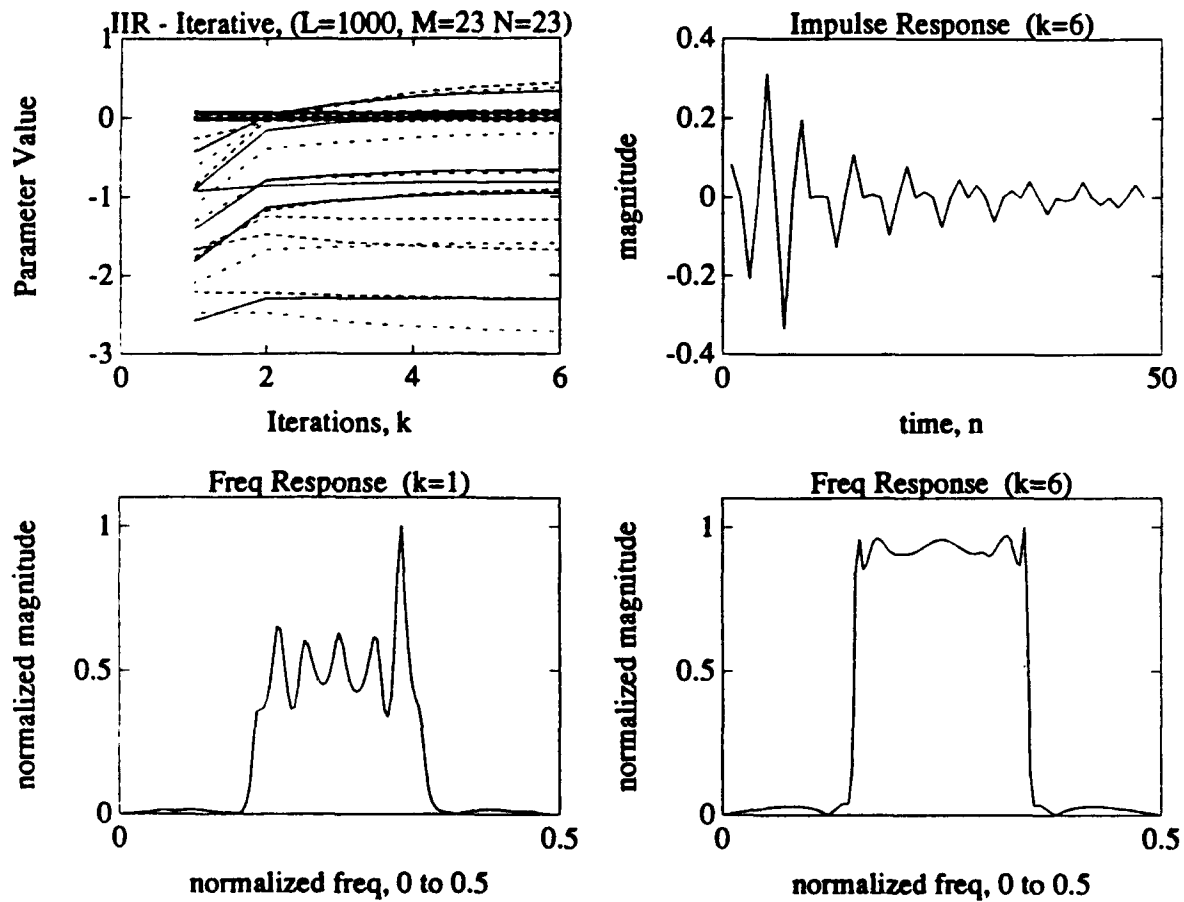 IIR - Iterative, (L=1000, M=23 N=23)
1
0
-1
-2
-3
Parameter Value
0
2
4
6
Iterations, k
Impulse Response (k=6)
0.4
0.2
0
-0.2
-0.4
magnitude
0
50
time, n
Freq Response (k=1)
1
0.5
0
normalized magnitude
0
0.5
normalized freq, 0 to 0.5
Freq Response (k=6)
1
0.5
0
normalized magnitude
0
0.5
normalized freq, 0 to 0.5